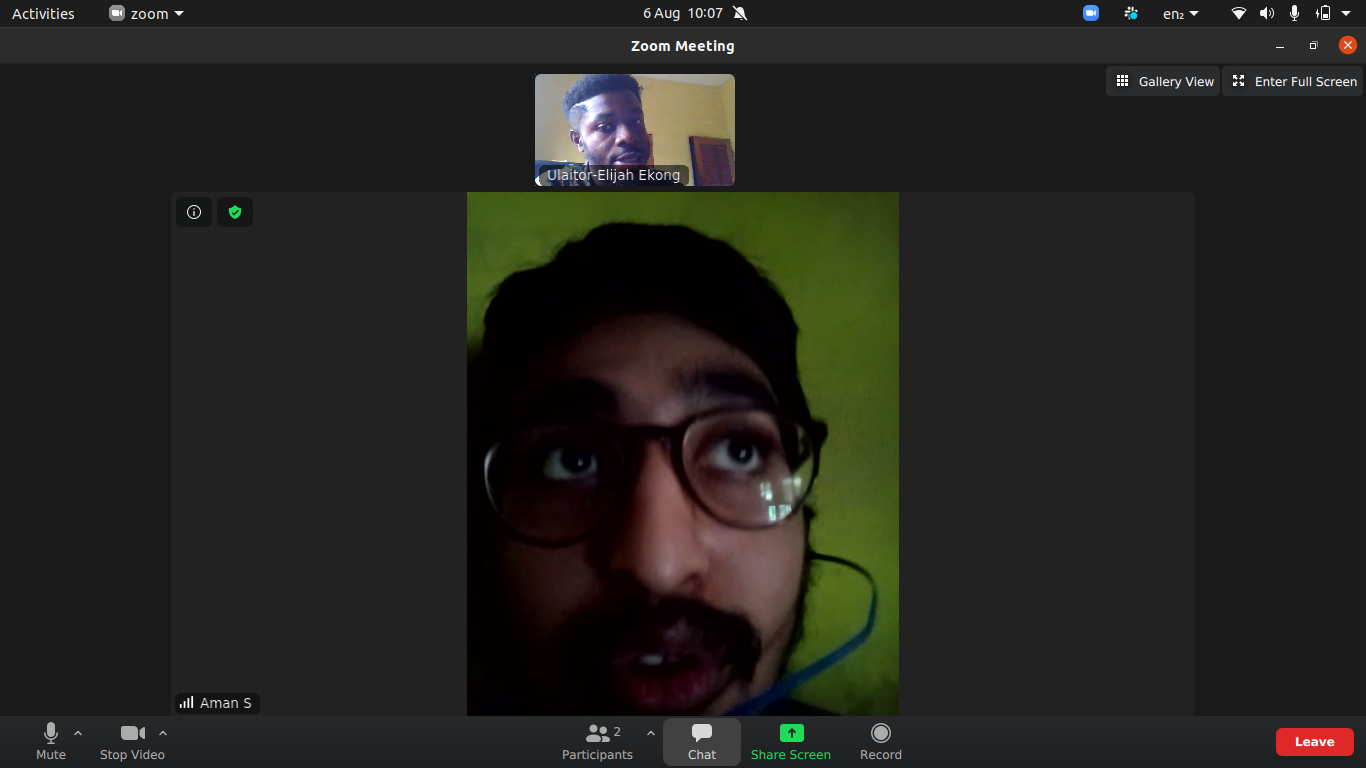 Activities
zoom
6 Aug 10:07
en₂
Zoom Meeting
Gallery View
Enter Full Screen
Ulaitor-Elijah Ekong
Aman S
Mute
Stop Video
Participants
2
Chat
Share Screen
Record
Leave